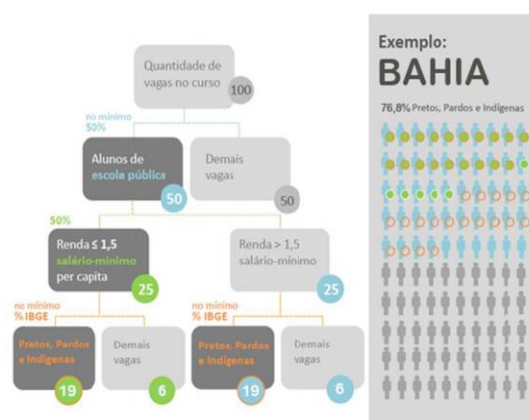 Quantidade de
vagas no curso
100
no mínimo
50%
Alunos de
escola pública
50
Demais
vagas
50
50%
Renda ≤ 1,5
salário-mínimo
per capita
25
Renda > 1,5
salário-mínimo
25
no mínimo
% IBGE
Pretos, Pardos
e Indígenas
19
Demais
vagas
6
no mínimo
% IBGE
Pretos, Pardos
e Indígenas
19
Demais
vagas
6
Exemplo:
BAHIA
76,8% Pretos, Pardos e Indígenas